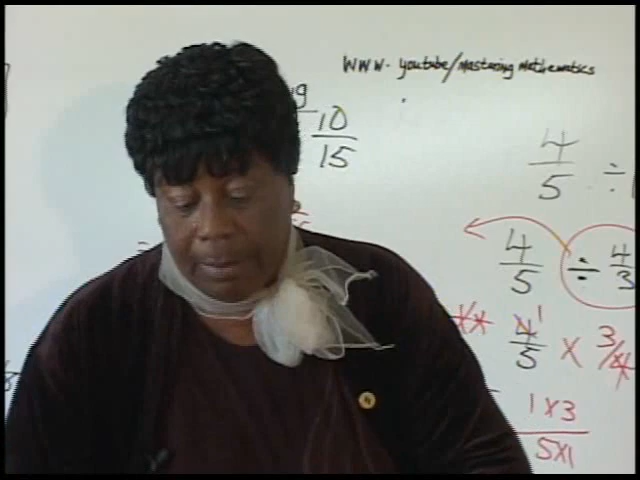 WWW. youtube/Mastering Mathematics
10
15
4
5 ÷
4
5 ÷ 4
3
4 1
5 X 3/4
1 X 3
5 X 1